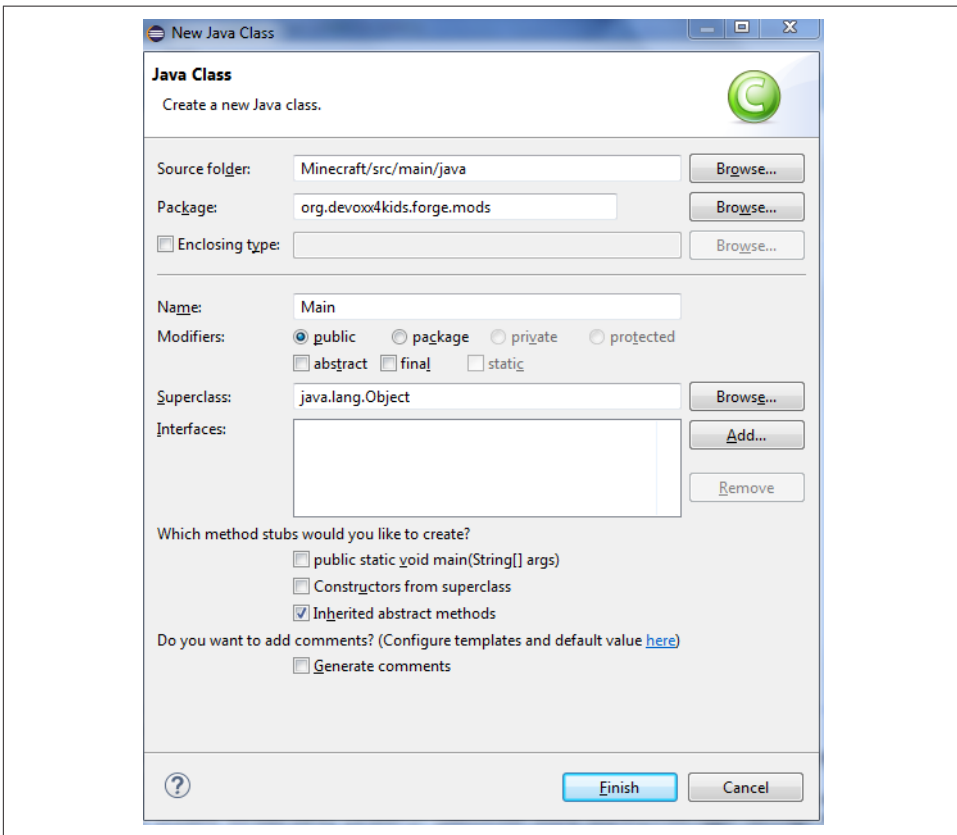 New Java Class
Java Class
Create a new Java class.
C
Source folder: Minecraft/src/main/java Browse...
Package: org.devoxx4kids.forge.mods Browse...
Enclosing type: Browse...
Name: Main
Modifiers: public package private protected
abstract final static
Superclass: java.lang.Object Browse...
Interfaces: Add...
Remove
Which method stubs would you like to create?
public static void main(String[] args)
Constructors from superclass
Inherited abstract methods
Do you want to add comments? (Configure templates and default value here)
Generate comments
? Finish Cancel